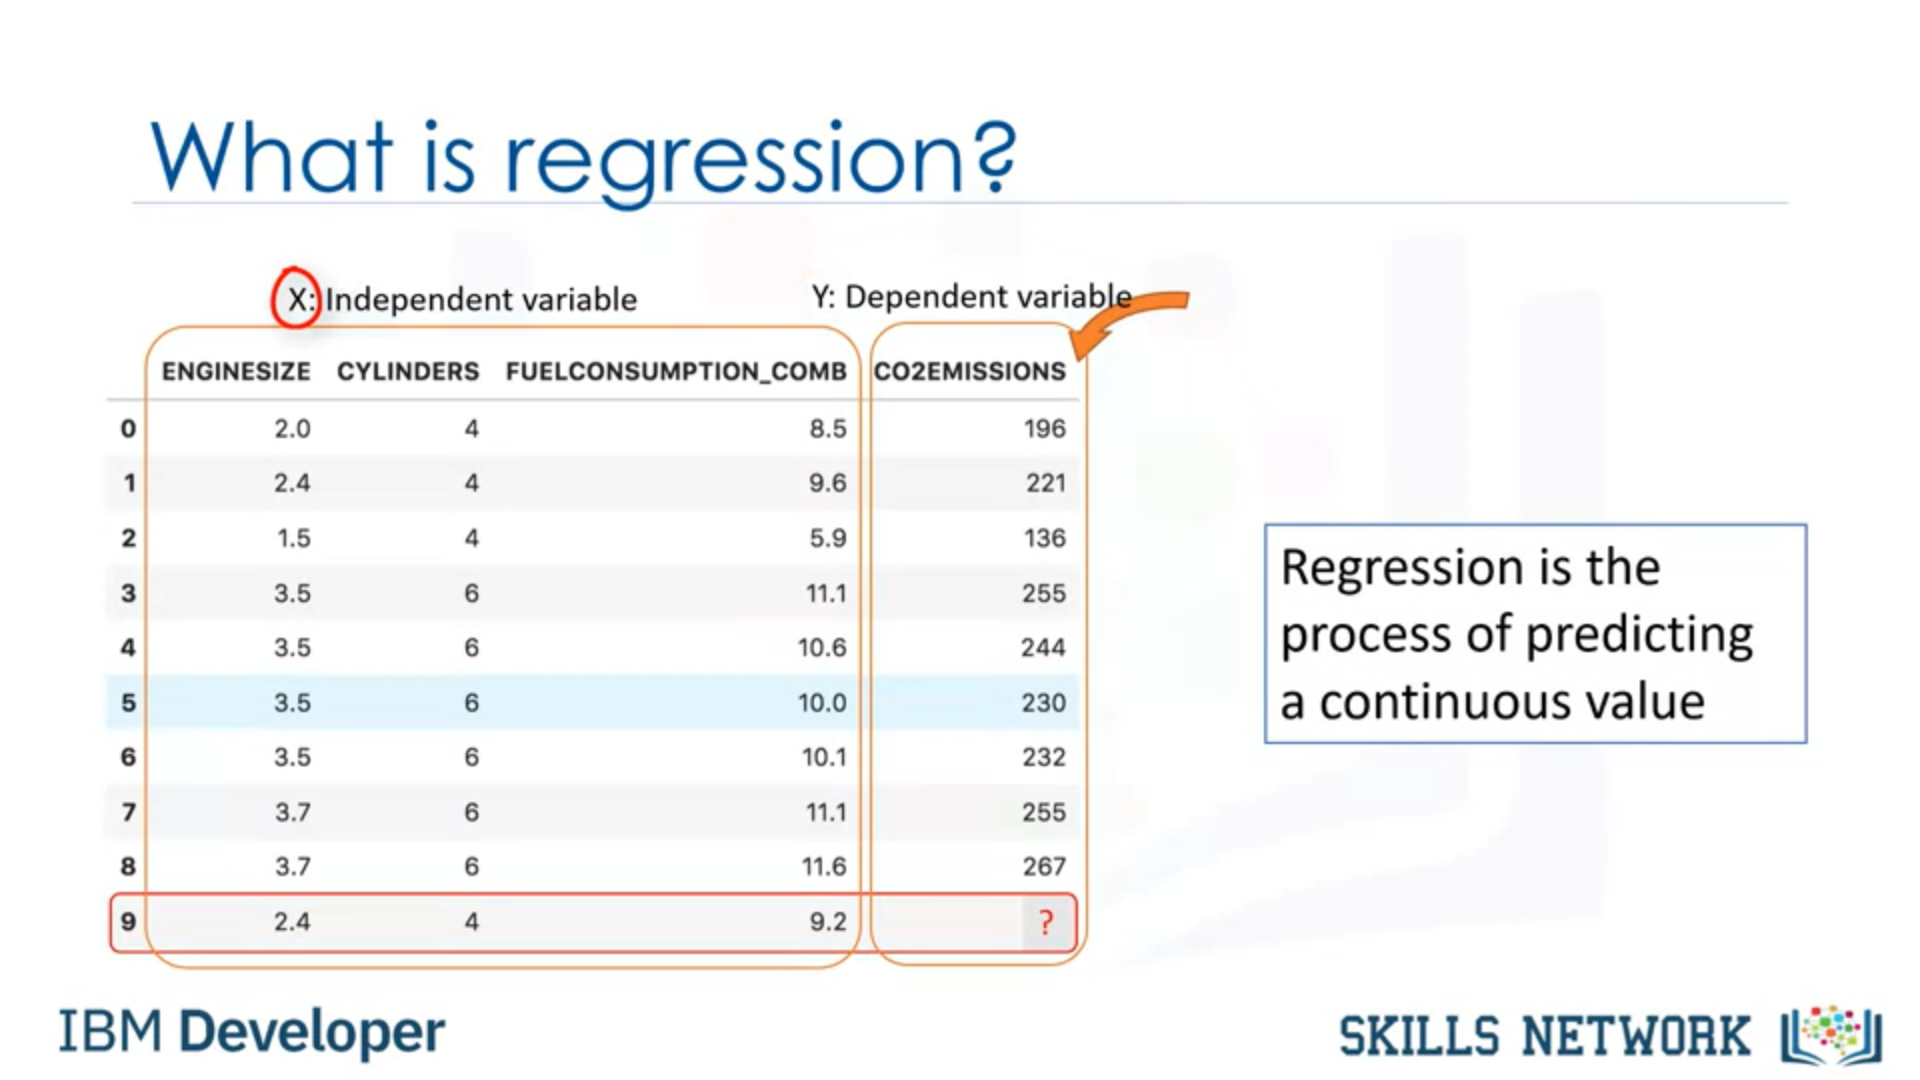 What is regression?
X: Independent variable Y: Dependent variable
ENGINESIZE CYLINDERS FUELCONSUMPTION_COMB CO2EMISSIONS
0 2.0 4 8.5 196
1 2.4 4 9.6 221
2 1.5 4 5.9 136
3 3.5 6 11.1 255
4 3.5 6 10.6 244
5 3.5 6 10.0 230
6 3.5 6 10.1 232
7 3.7 6 11.1 255
8 3.7 6 11.6 267
9 2.4 4 9.2 ?
Regression is the
process of predicting
a continuous value
IBM Developer
SKILLS NETWORK